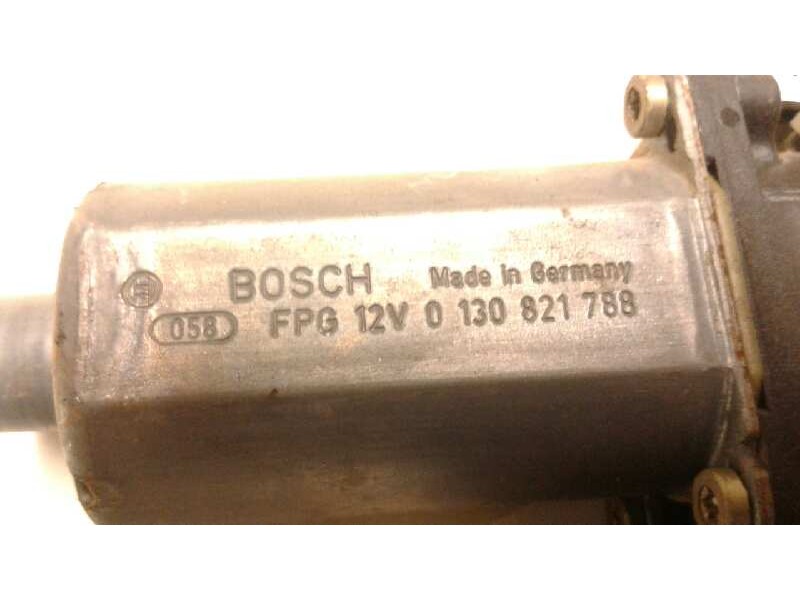 BOSCH Made in Germany
058 FPG 12V 0 130 821 788